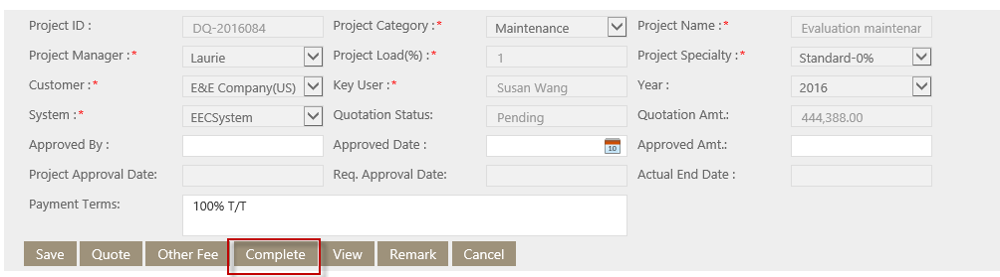 Project ID : DQ-2016084 Project Category :* Maintenance Project Name :* Evaluation maintenar
Project Manager :* Laurie Project Load(%) :* 1 Project Specialty :* Standard-0%
Customer :* E&E Company(US) Key User :* Susan Wang Year : 2016
System :* EECSystem Quotation Status: Pending Quotation Amt.: 444,388.00
Approved By : Approved Date : 10 Approved Amt.:
Project Approval Date: Req. Approval Date: Actual End Date :
Payment Terms: 100% T/T
Save Quote Other Fee Complete View Remark Cancel